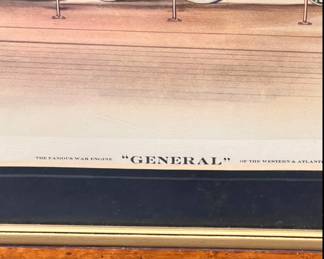 THE FAMOUS WAR ENGINE "GENERAL" OF THE WESTERN & ATLANT